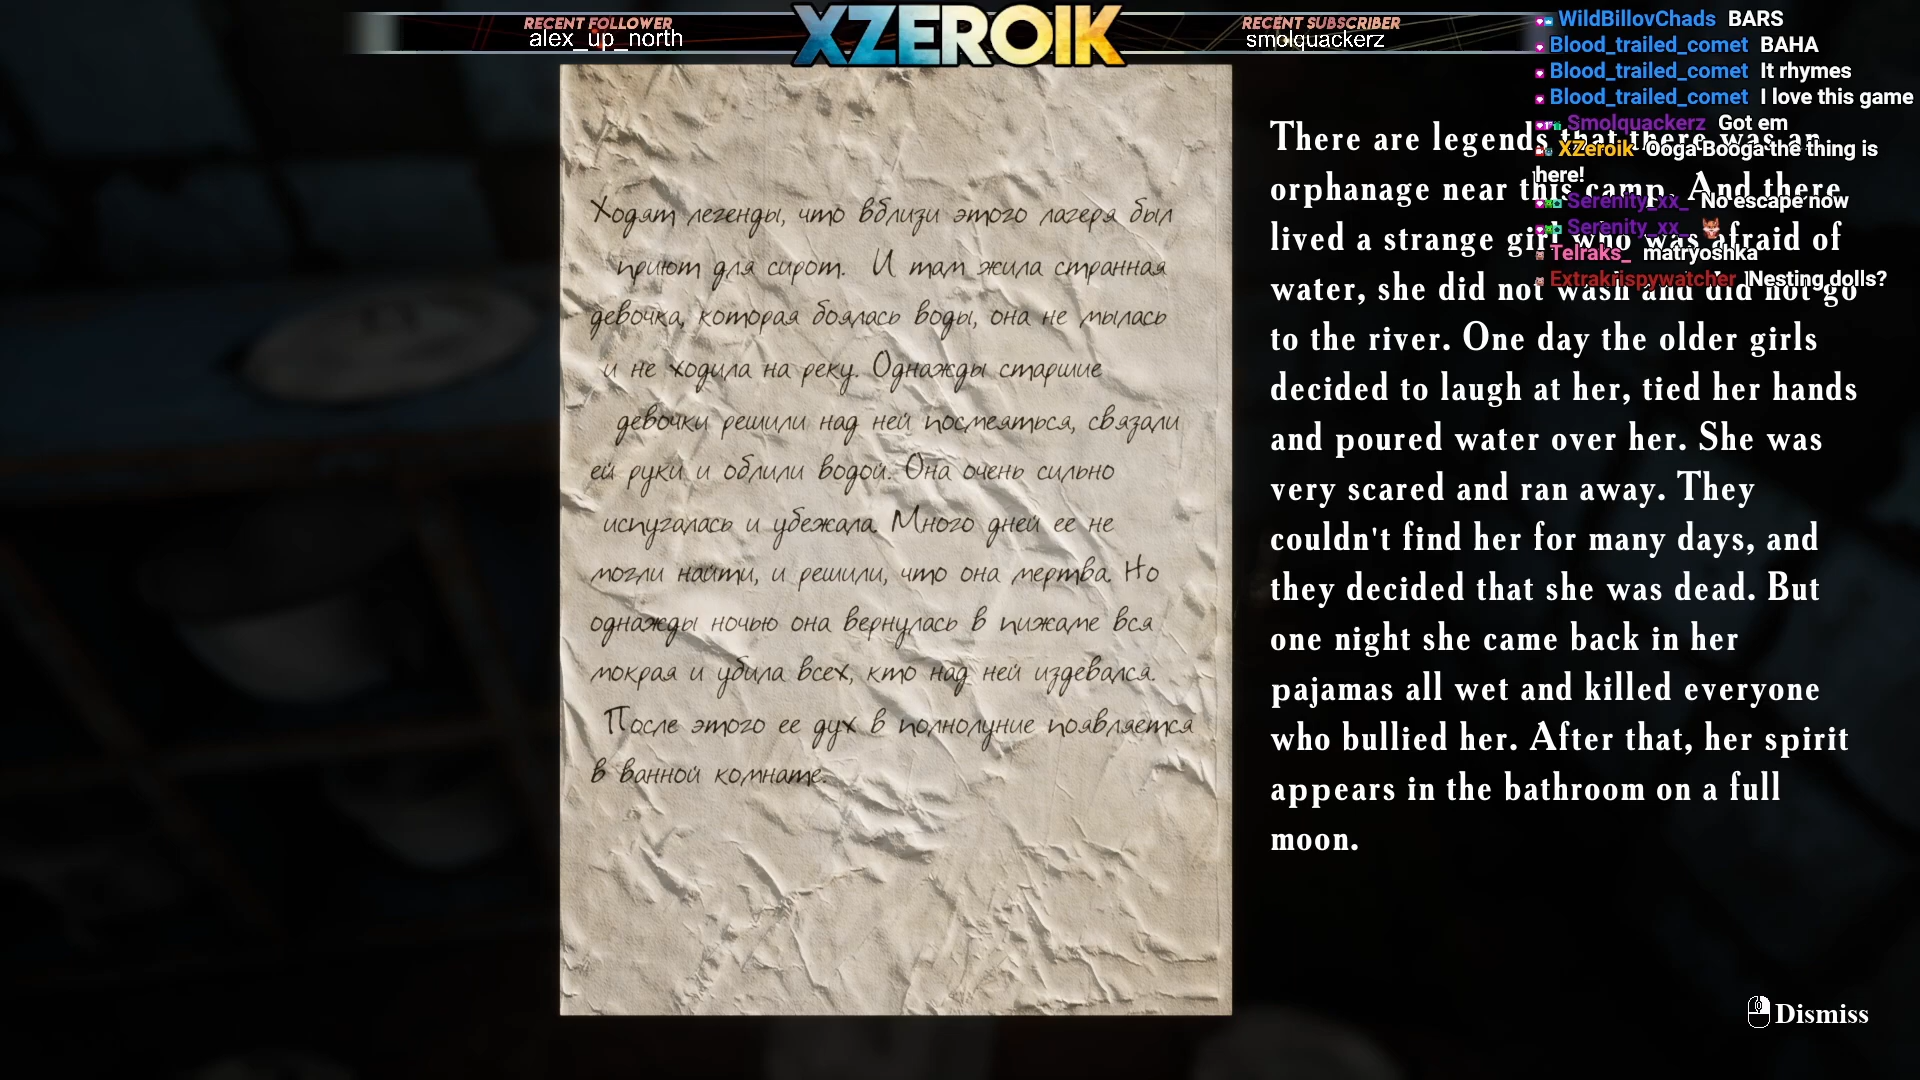 RECENT FOLLOWER
alex_up_north
XZEROIK
RECENT SUBSCRIBER
smolquackerz
WildBillovChads BARS
Blood_trailed_comet BAHA
Blood_trailed_comet It rhymes
Blood_trailed_comet I love this game
Smolquackerz Got em
XZeroik Ooga Booga the thing is
here!
Serenity_xx_ No escape now
Serenity_xx_
Telraks_ matryoshka
Extrakrispywatcher Nesting dolls?
Ходят легенды, что вблизи этого лагеря был
приют для сирот. И там жила странная
девочка, которая боялась воды, она не мылась
и не ходила на реку. Однажды старшие
девочки решили над ней посмеяться, связали
ей руки и облили водой. Она очень сильно
испугалась и убежала. Много дней ее не
могли найти, и решили, что она мертва. Но
однажды ночью она вернулась в пижаме вся
мокрая и убила всех, кто над ней издевался.
После этого ее дух в полнолуние появляется
в ванной комнате.
There are legends that there was an
orphanage near this camp. And there
lived a strange girl who was afraid of
water, she did not wash and did not go
to the river. One day the older girls
decided to laugh at her, tied her hands
and poured water over her. She was
very scared and ran away. They
couldn't find her for many days, and
they decided that she was dead. But
one night she came back in her
pajamas all wet and killed everyone
who bullied her. After that, her spirit
appears in the bathroom on a full
moon.
Dismiss